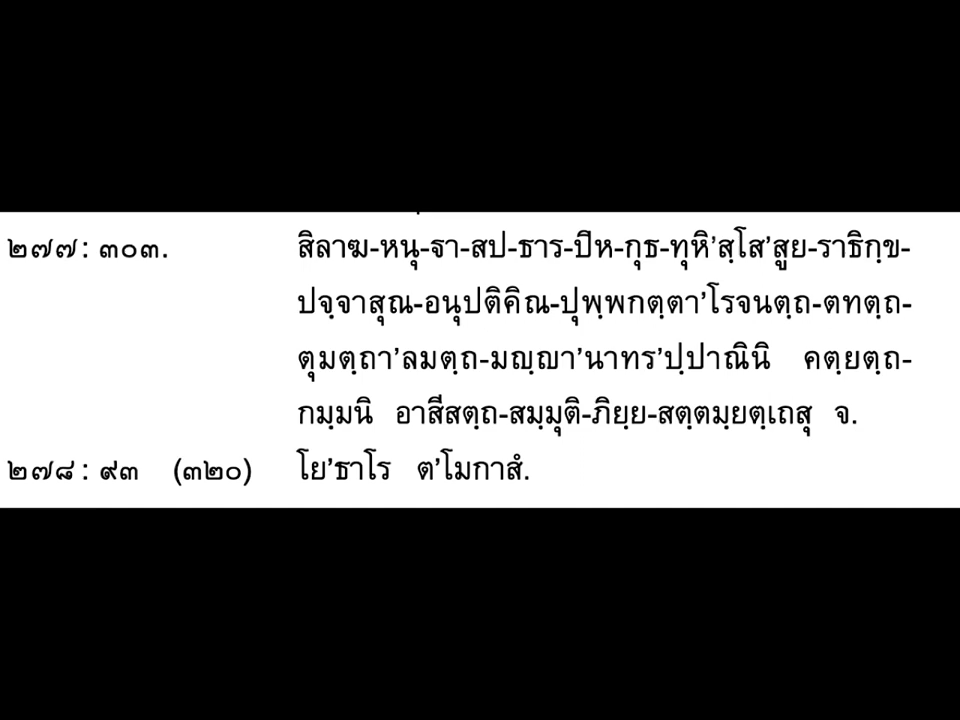 ๒๗๗ : ๓๐๓. สิลาฆ-หนุ-ฐา-สป-ธาร-ปิห-กุธ-ทุหิ’สฺโส’สูย-ราธิกฺข-
ปจฺจาสุณ-อนุปติคิณ-ปุพฺพกตฺตา’โรจนตฺถ-ตทตฺถ-
ตุมตฺถา’ลมตฺถ-มญฺญา’นาทร’ปฺปาณินิ คตฺยตฺถ-
กมฺมนิ อาสีสตฺถ-สมฺมุติ-ภิยฺย-สตฺตมฺยตฺเถสุ จ.
๒๗๘ : ๙๓ (๓๒๐) โย’ธาโร ต’โมกาสํ.